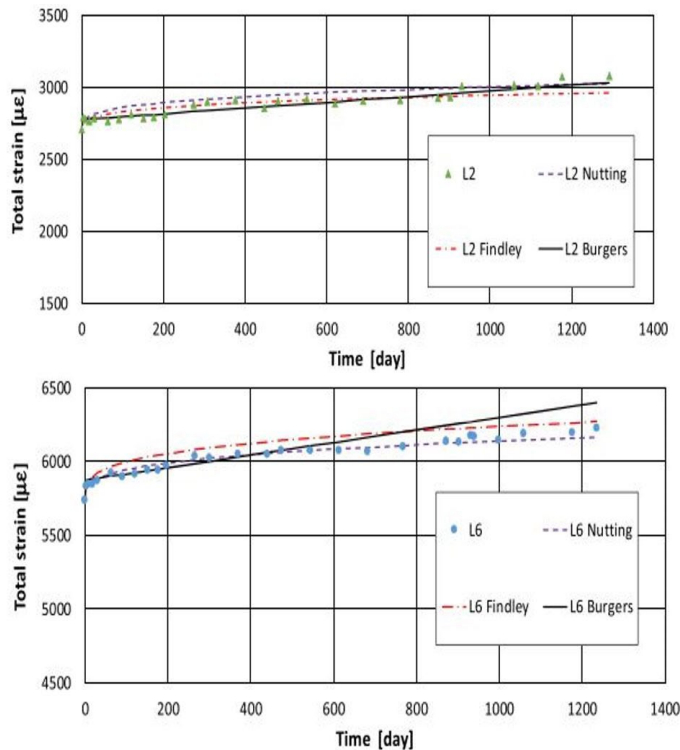 3500
3000
2500
2000
1500
Total strain [με]
L2
L2 Nutting
L2 Findley
L2 Burgers
0 200 400 600 800 1000 1200 1400
Time [day]
6500
6000
5500
5000
4500
Total strain [με]
L6
L6 Nutting
L6 Findley
L6 Burgers
0 200 400 600 800 1000 1200 1400
Time [day]